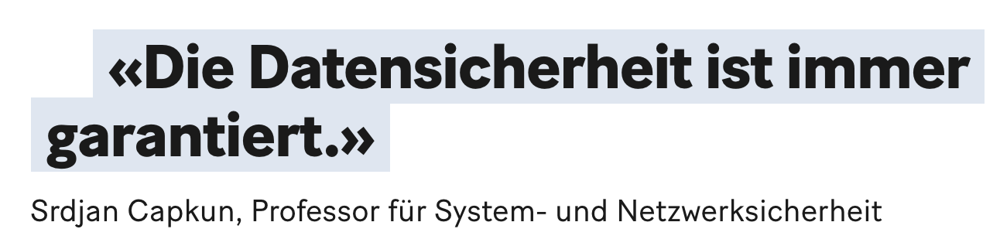 «Die Datensicherheit ist immer
garantiert.»
Srdjan Capkun, Professor für System- und Netzwerksicherheit